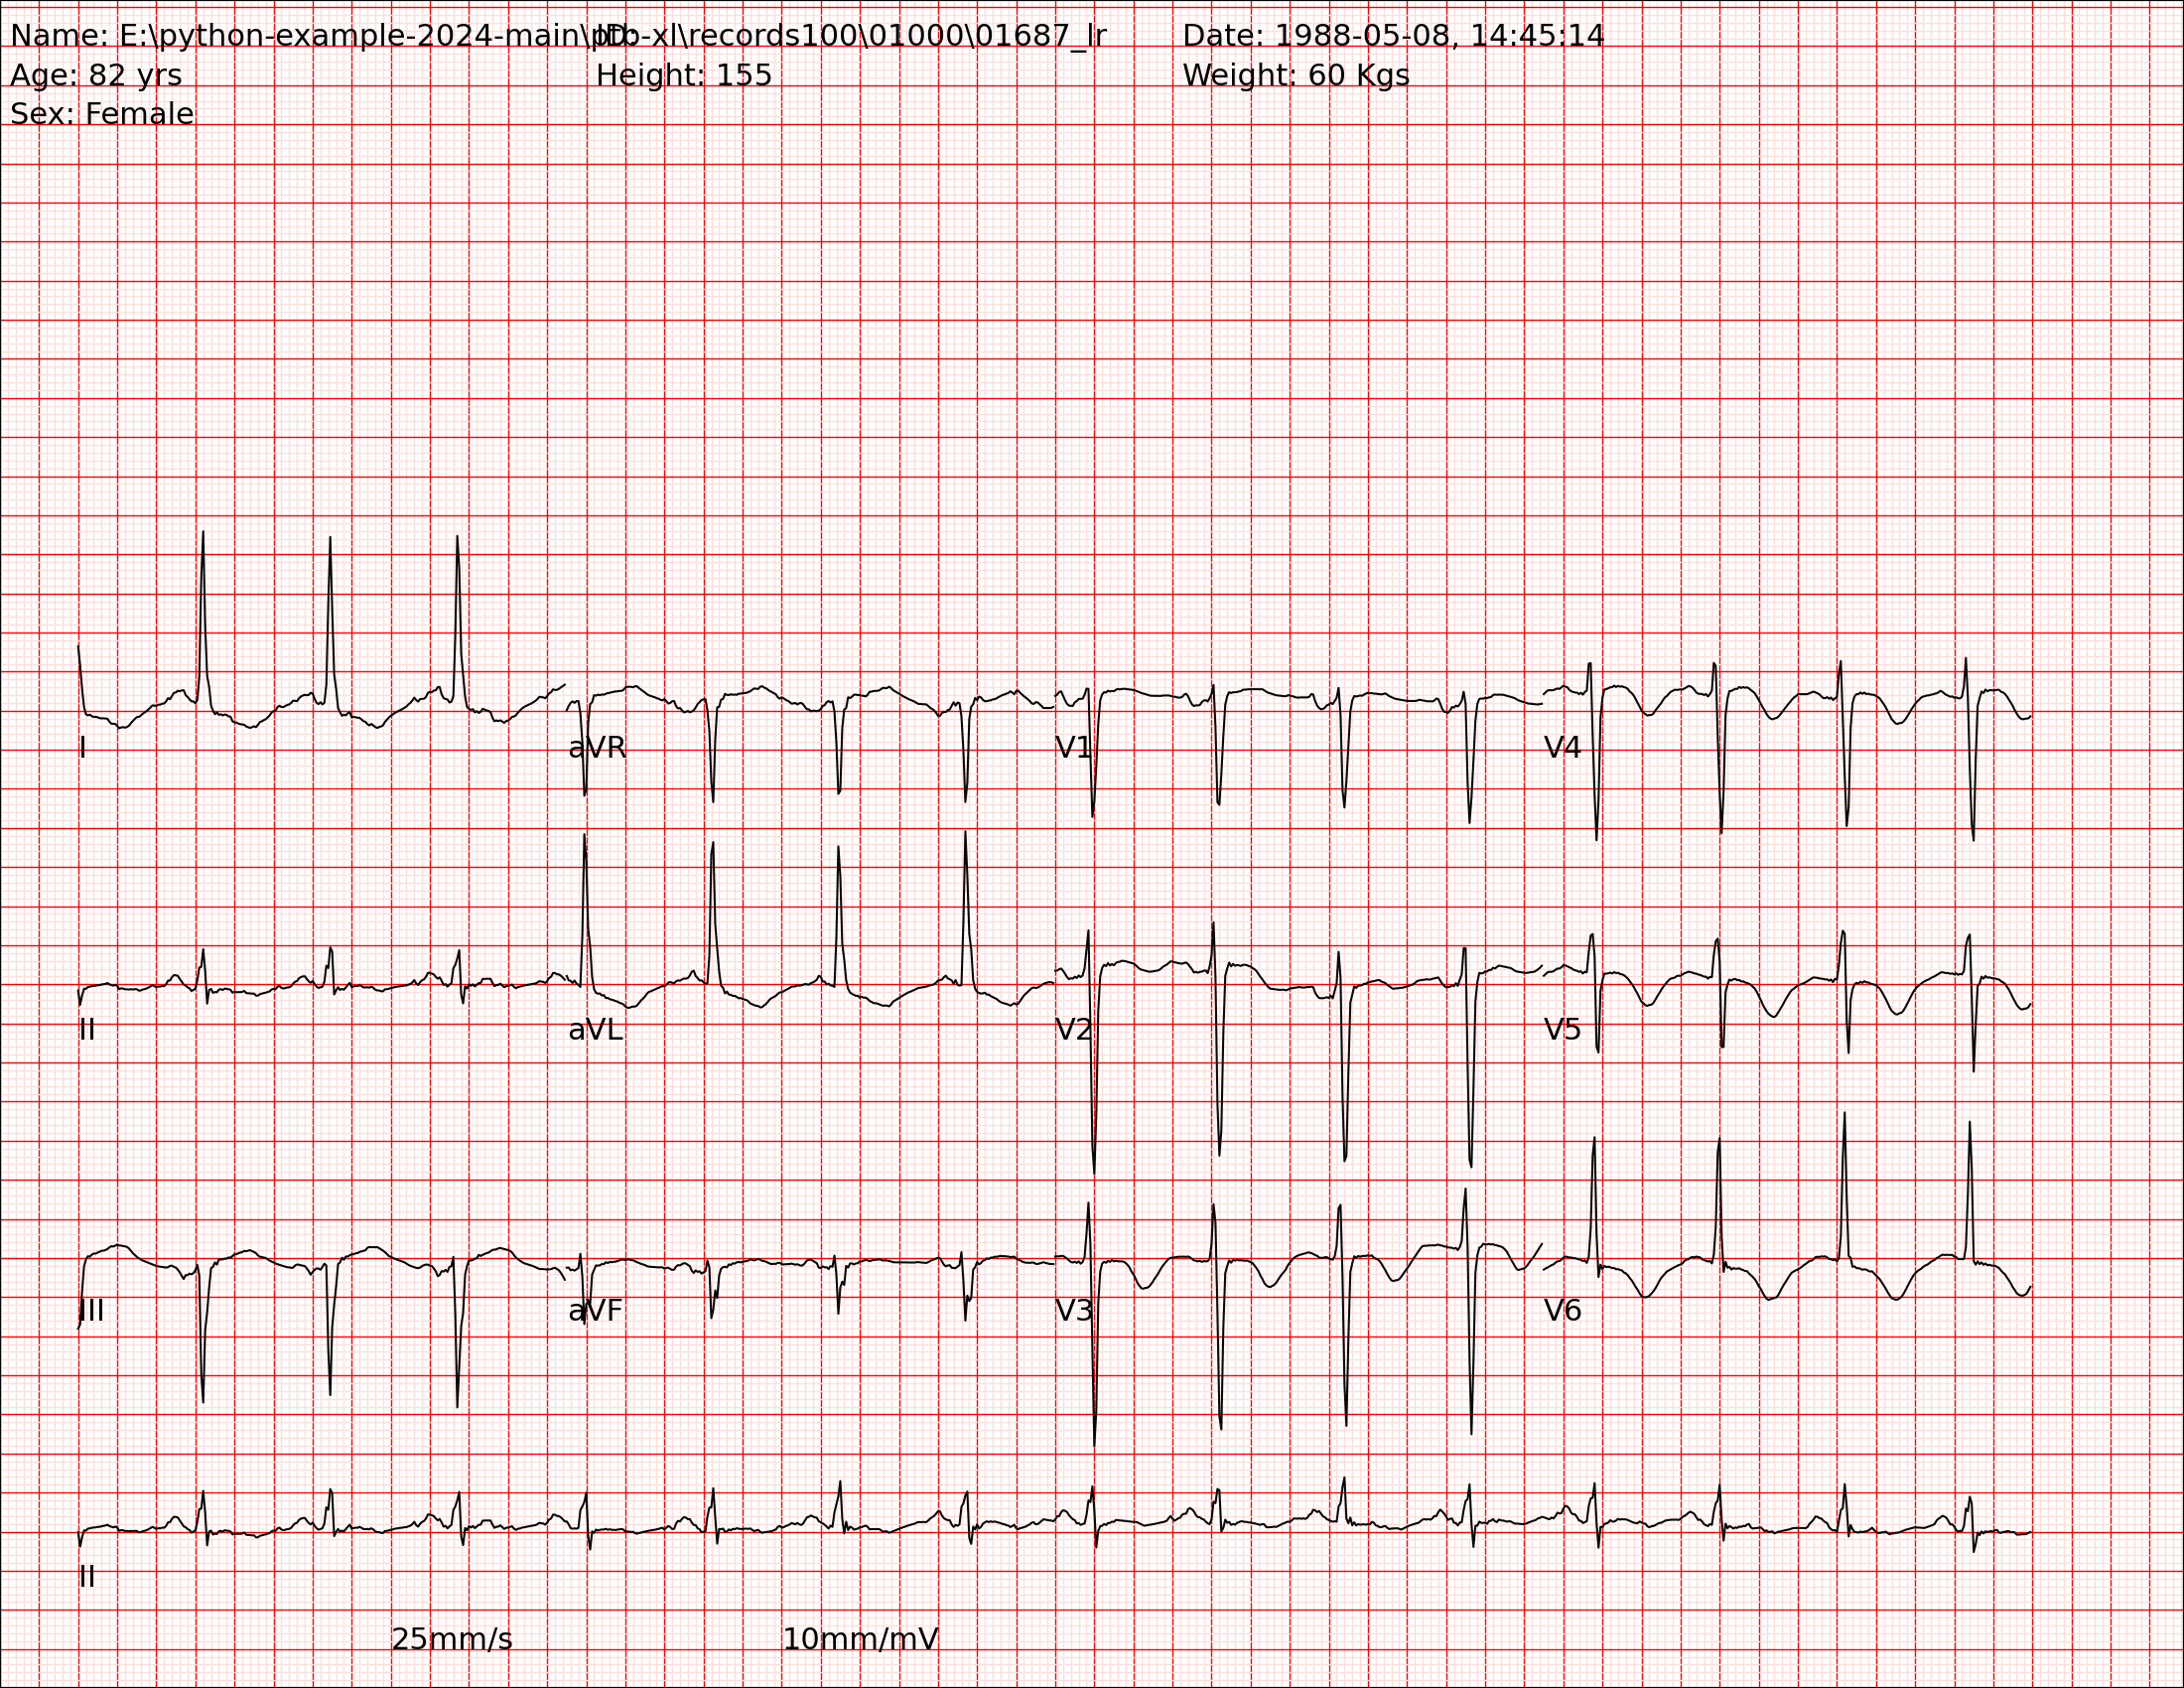 Name: E:\python-example-2024-main\ptb-xl\records100\01000\01687_lr ID: Date: 1988-05-08, 14:45:14
Age: 82 yrs Height: 155 Weight: 60 Kgs
Sex: Female
I aVR V1 V4
II aVL V2 V5
III aVF V3 V6
II
25mm/s 10mm/mV